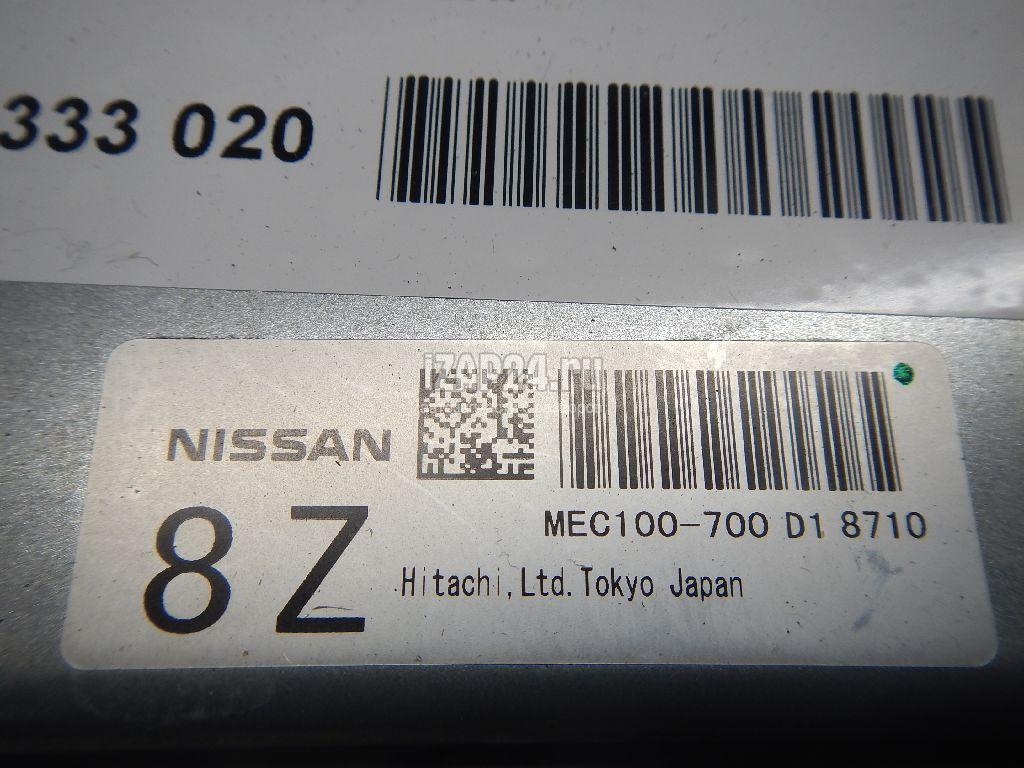 333 020
iZAP24.ru
NISSAN
8Z
MEC100-700 D1 8710
Hitachi,Ltd.Tokyo Japan